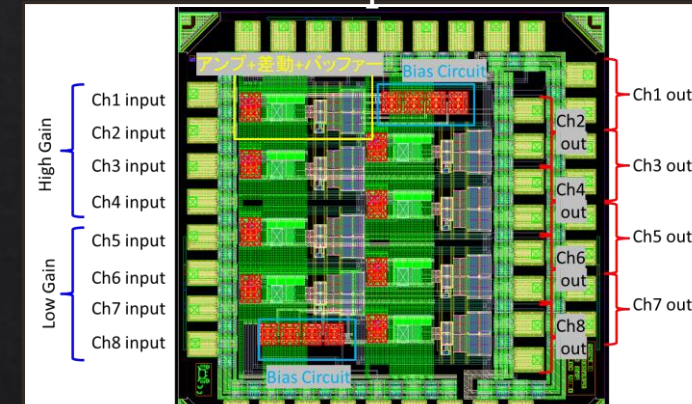 アンプ+差動+バッファー
Bias Circuit
High Gain
Ch1 input
Ch2 input
Ch3 input
Ch4 input
Low Gain
Ch5 input
Ch6 input
Ch7 input
Ch8 input
Bias Circuit
Ch1 out
Ch2
out
Ch3 out
Ch4
out
Ch5 out
Ch6
out
Ch7 out
Ch8
out